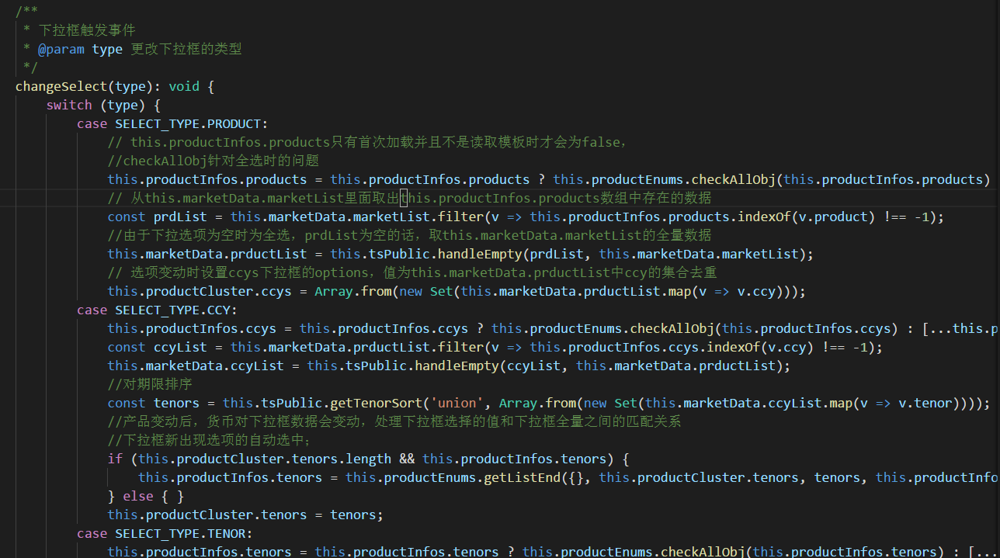 /**
* 下拉框触发事件
* @param type 更改下拉框的类型
*/
changeSelect(type): void {
switch (type) {
case SELECT_TYPE.PRODUCT:
// this.productInfos.products只有首次加载并且不是读取模板时才会为false,
//checkAllObj针对全选时的问题
this.productInfos.products = this.productInfos.products ? this.productEnums.checkAllObj(this.productInfos.products)
// 从this.marketData.marketList里面取出this.productInfos.products数组中存在的数据
const prdList = this.marketData.marketList.filter(v => this.productInfos.products.indexOf(v.product) !== -1);
//由于下拉选项为空时为全选，prdList为空的话，取this.marketData.marketList的全量数据
this.marketData.prductList = this.tsPublic.handleEmpty(prdList, this.marketData.marketList);
// 选项变动时设置ccys下拉框的options，值为this.marketData.prductList中ccy的集合去重
this.productCluster.ccys = Array.from(new Set(this.marketData.prductList.map(v => v.ccy)));
case SELECT_TYPE.CCY:
this.productInfos.ccys = this.productInfos.ccys ? this.productEnums.checkAllObj(this.productInfos.ccys) : [...this.p
const ccyList = this.marketData.prductList.filter(v => this.productInfos.ccys.indexOf(v.ccy) !== -1);
this.marketData.ccyList = this.tsPublic.handleEmpty(ccyList, this.marketData.prductList);
//对期限排序
const tenors = this.tsPublic.getTenorSort('union', Array.from(new Set(this.marketData.ccyList.map(v => v.tenor))));
//产品变动后，货币对下拉框数据会变动，处理下拉框选择的值和下拉框全量之间的匹配关系
//下拉框新出现选项的自动选中；
if (this.productCluster.tenors.length && this.productInfos.tenors) {
this.productInfos.tenors = this.productEnums.getListEnd({}, this.productCluster.tenors, tenors, this.productInfo
} else { }
this.productCluster.tenors = tenors;
case SELECT_TYPE.TENOR:
this.productInfos.tenors = this.productInfos.tenors ? this.productEnums.checkAllObj(this.productInfos.tenors) : [...